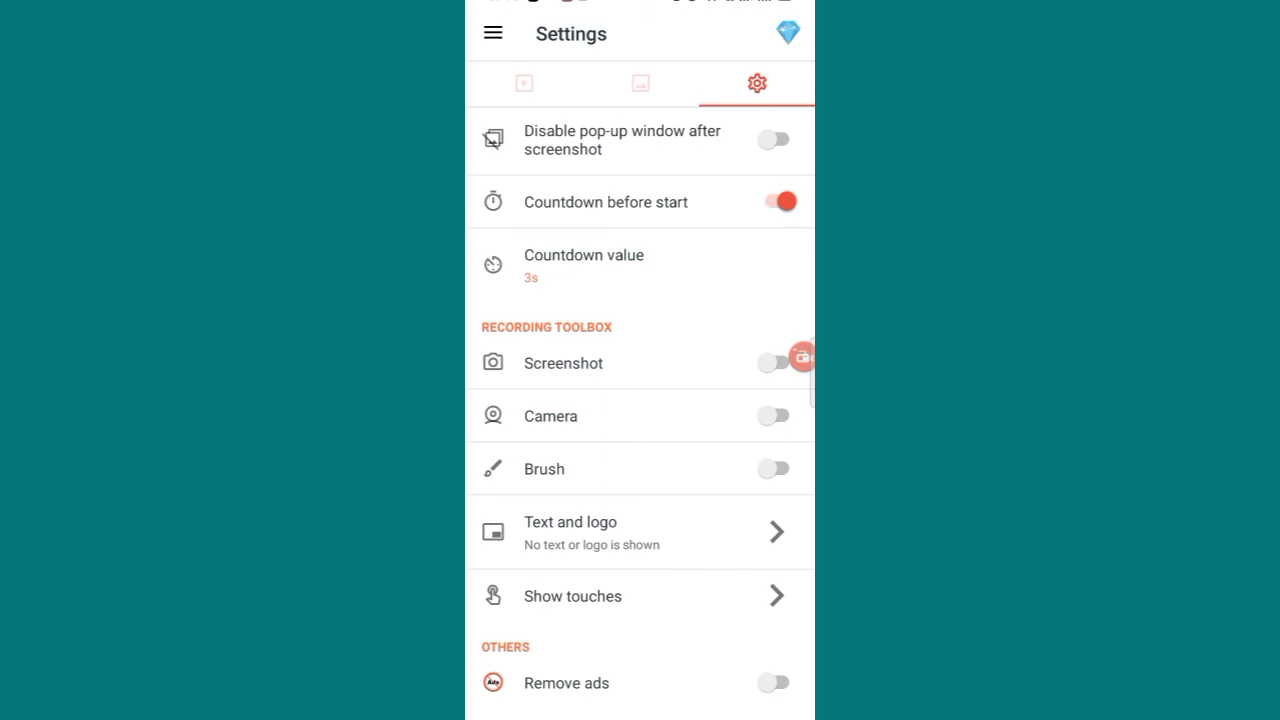 Settings
Disable pop-up window after
screenshot
Countdown before start
Countdown value
3s
RECORDING TOOLBOX
Screenshot
Camera
Brush
Text and logo
No text or logo is shown
Show touches
OTHERS
Remove ads